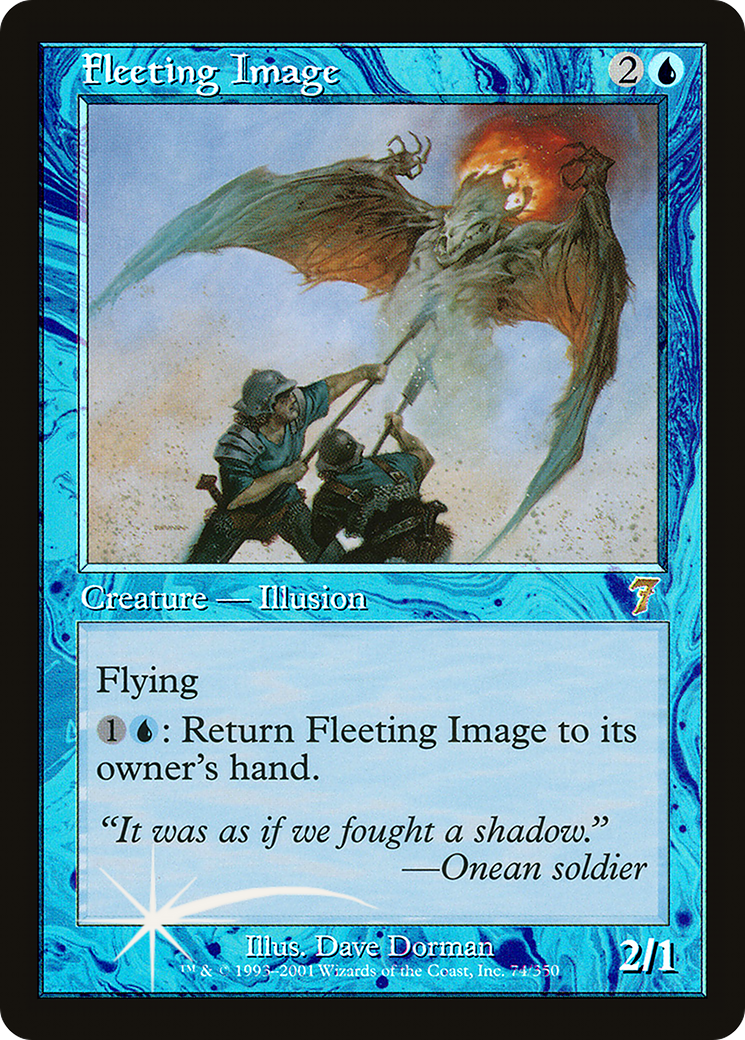 Fleeting Image 2
Creature — Illusion 7
Flying
1 : Return Fleeting Image to its
owner’s hand.
“It was as if we fought a shadow.”
—Onean soldier
Illus. Dave Dorman
™ & © 1993–2001 Wizards of the Coast, Inc. 74/350
2/1